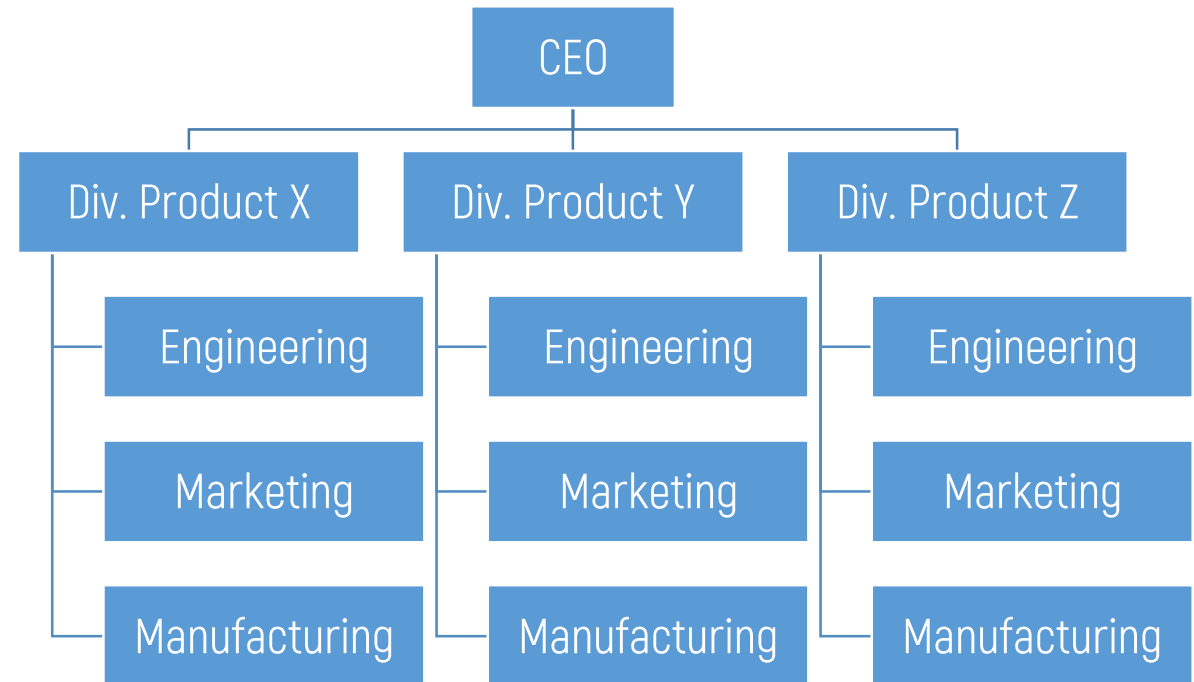 CEO
Div. Product X
Div. Product Y
Div. Product Z
Engineering
Engineering
Engineering
Marketing
Marketing
Marketing
Manufacturing
Manufacturing
Manufacturing